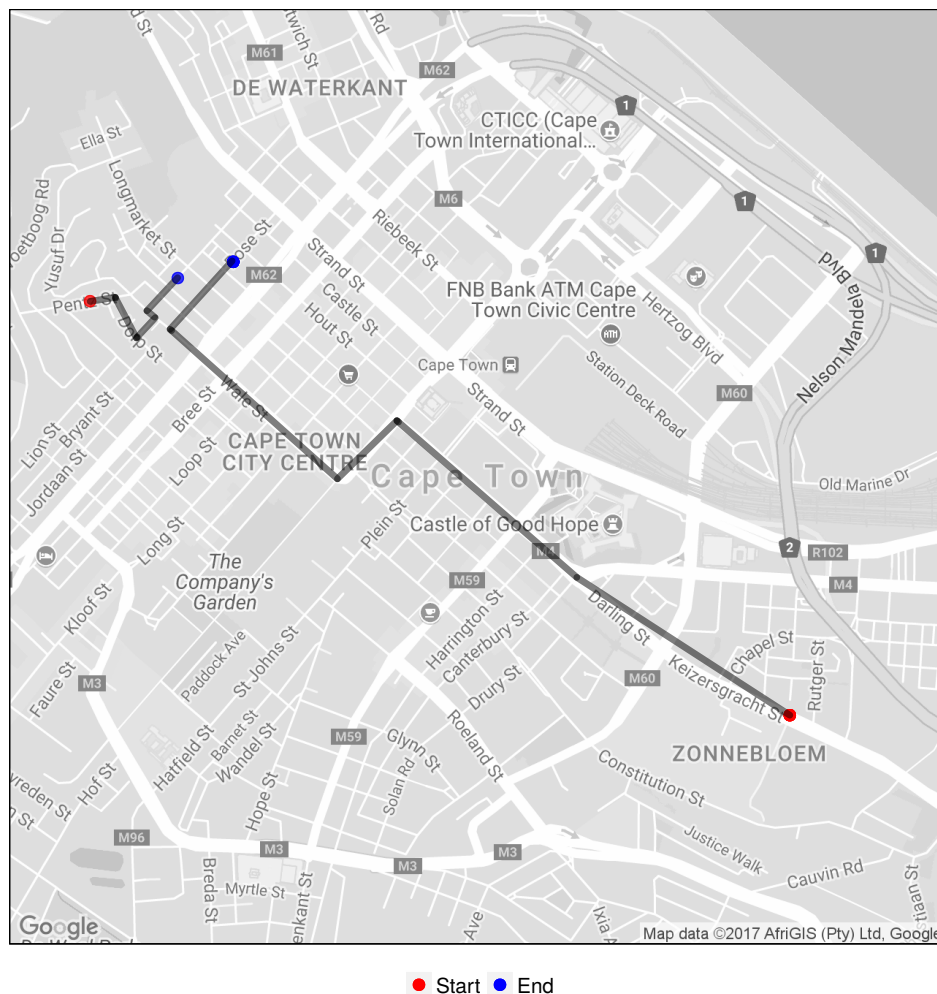 d St
M61
Rd
M62
DE WATERKANT
1
CTICC (Cape
Town International...
Ella St
Longmarket St
M6
1
Yusuf Dr
Riebeek St
1
M62
Strand St
Nelson Mandela Blvd
FNB Bank ATM Cape
Town Civic Centre
Castle St
Hout St
Hertzog Blvd
ATM
Dorp St
Cape Town
Station Deck Road
M60
Wale St
Bree St
Strand St
Lion St
Bryant St
Jordaan St
CAPE TOWN
CITY CENTRE
Loop St
Cape Town
Old Marine Dr
Plein St
Castle of Good Hope
Long St
M4
2
R102
The
Company's
Garden
M59
M4
Kloof St
Harrington St
Canterbury St
Darling St
Chapel St
Rutger St
Paddock Ave
St Johns St
Keizersgracht St
M60
Drury St
Faure St
M3
ZONNEBLOEM
M59
Barnet St
Wandel St
Hatfield St
Glynn St
Roeland St
Constitution St
Hof St
Solan Rd
Hope St
M96
M3
M3
M3
Justice Walk
Cauvin Rd
Breda St
Myrtle St
Ave
Google
Map data ©2017 AfriGIS (Pty) Ltd, Google
Start End